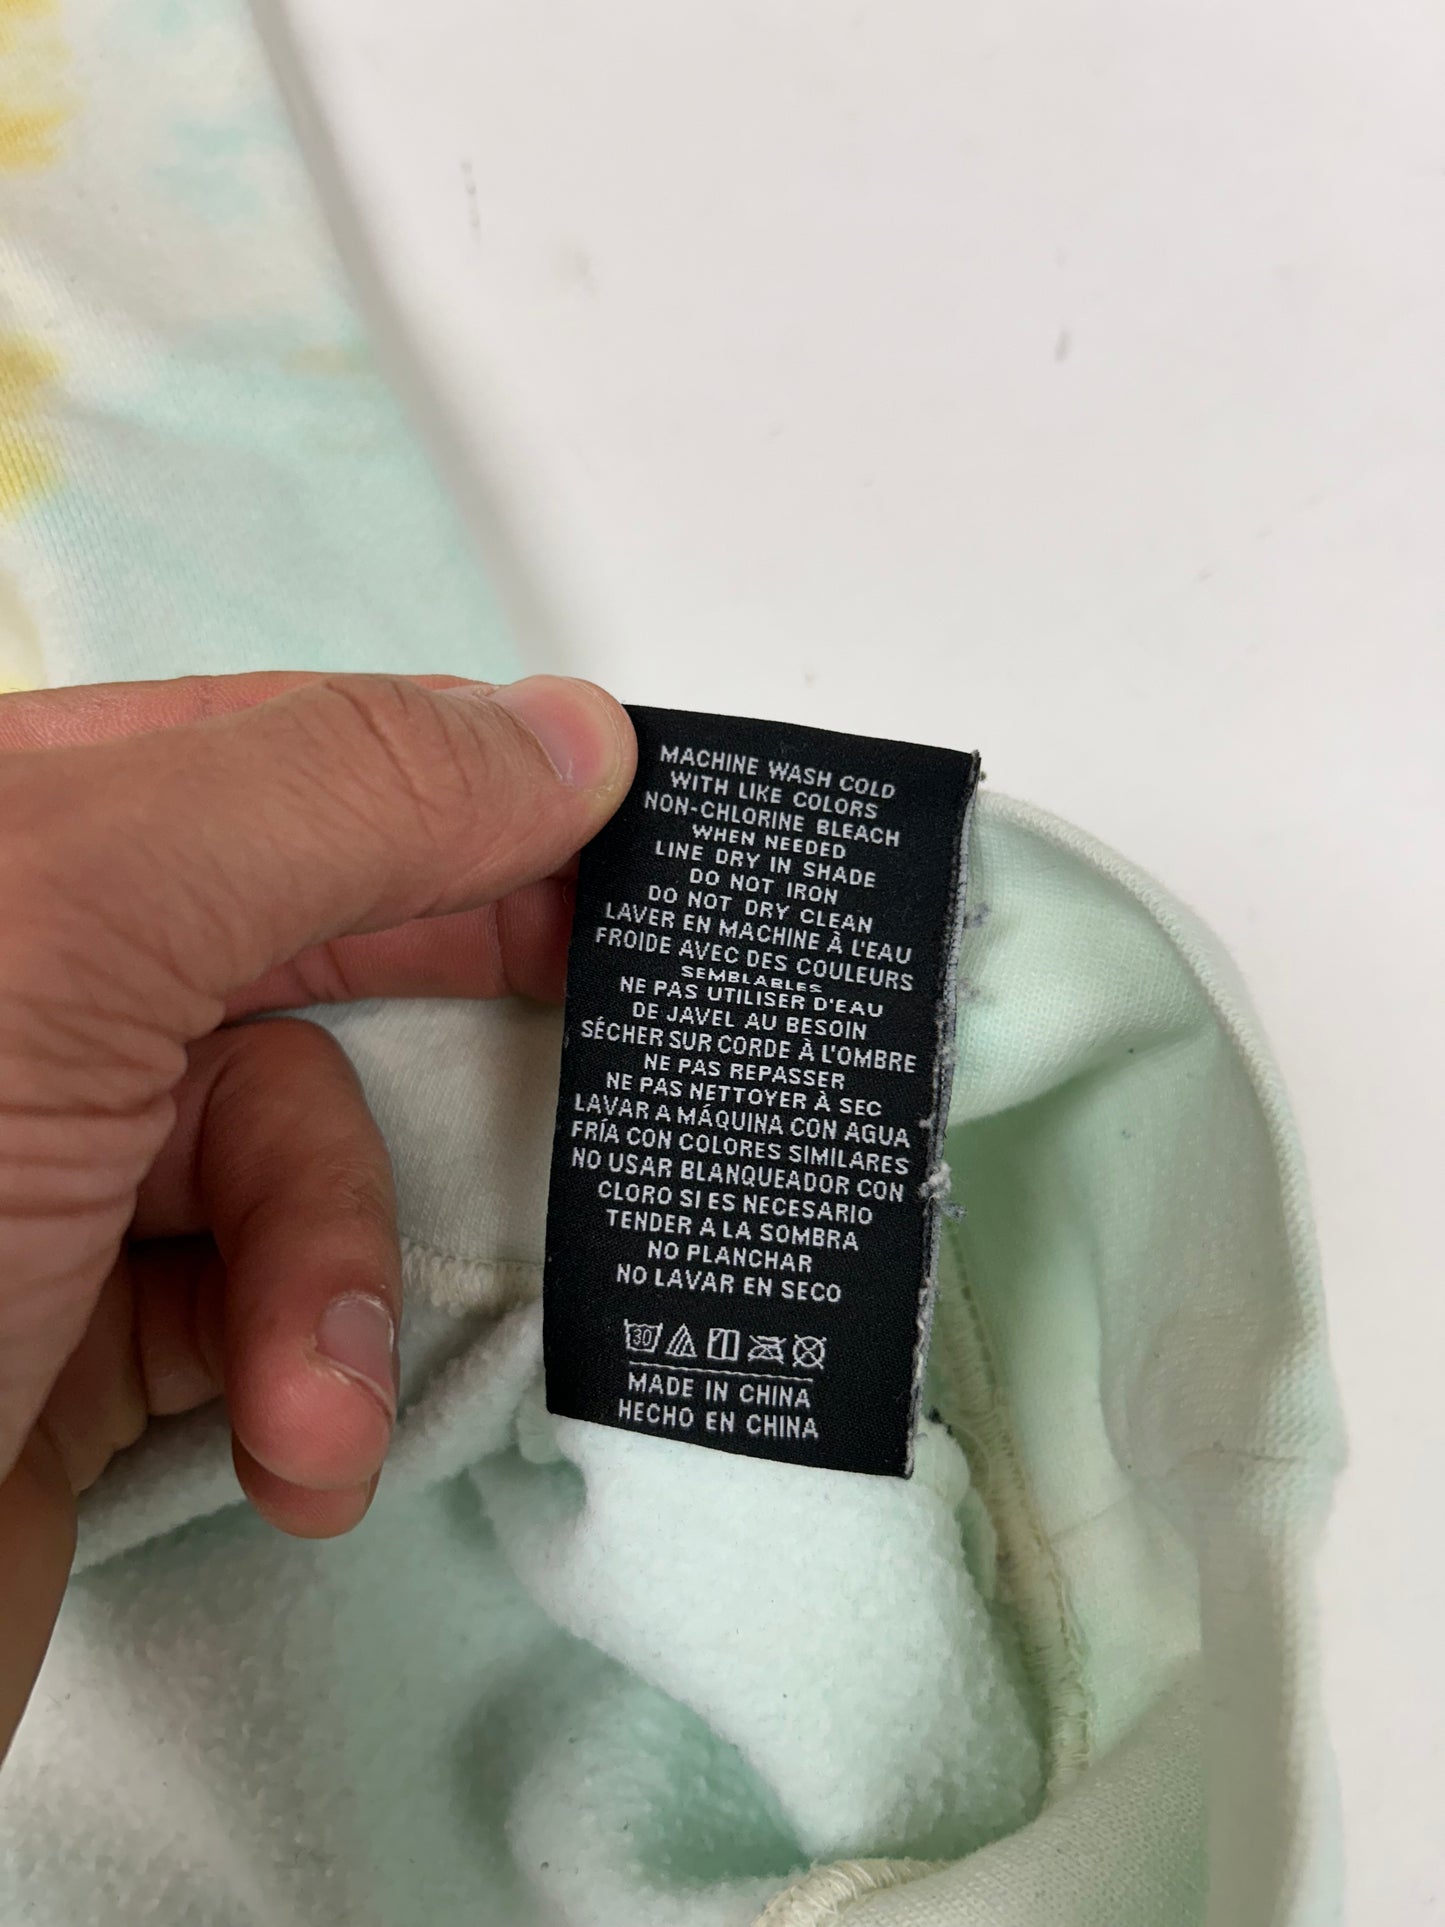 MACHINE WASH COLD
WITH LIKE COLORS
NON-CHLORINE BLEACH
WHEN NEEDED
LINE DRY IN SHADE
DO NOT IRON
DO NOT DRY CLEAN
LAVER EN MACHINE À L'EAU
FROIDE AVEC DES COULEURS
SEMBLABLES
NE PAS UTILISER D'EAU
DE JAVEL AU BESOIN
SÉCHER SUR CORDE À L'OMBRE
NE PAS REPASSER
NE PAS NETTOYER À SEC
LAVAR A MÁQUINA CON AGUA
FRÍA CON COLORES SIMILARES
NO USAR BLANQUEADOR CON
CLORO SI ES NECESARIO
TENDER A LA SOMBRA
NO PLANCHAR
NO LAVAR EN SECO
30
MADE IN CHINA
HECHO EN CHINA